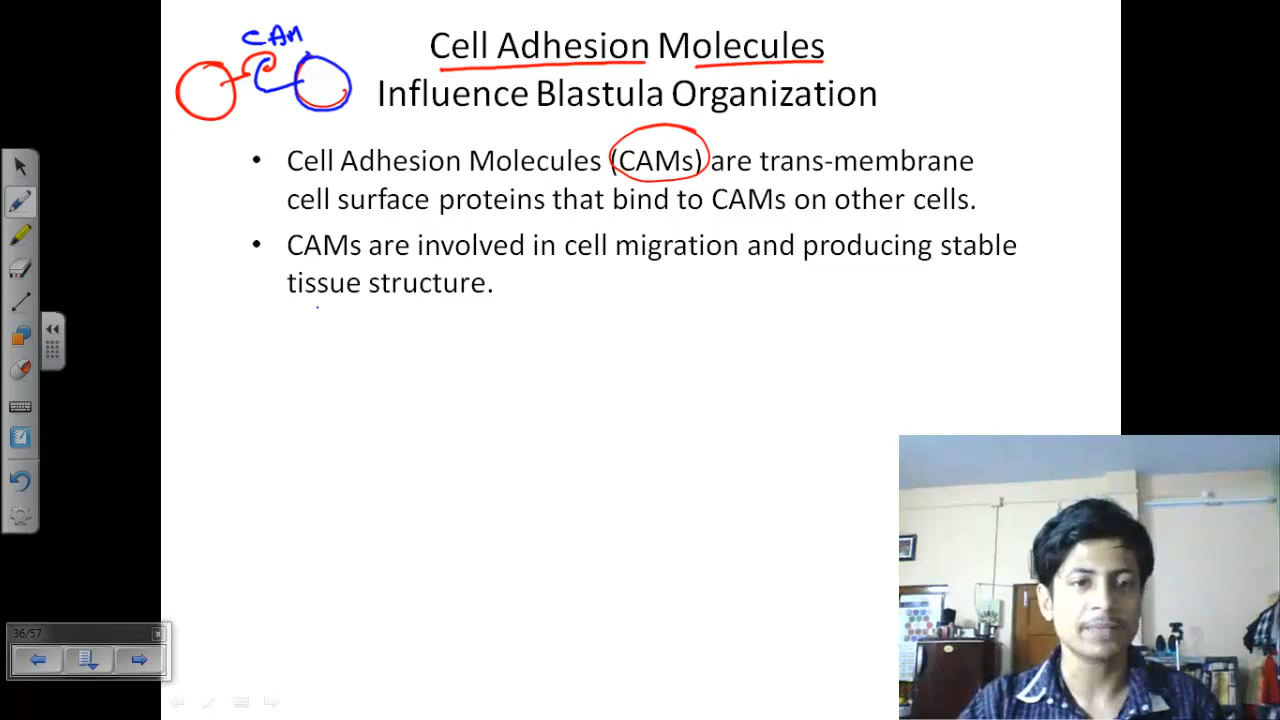 CAM
Cell Adhesion Molecules
Influence Blastula Organization
• Cell Adhesion Molecules (CAMs) are trans-membrane
cell surface proteins that bind to CAMs on other cells.
• CAMs are involved in cell migration and producing stable
tissue structure.
36/57
x